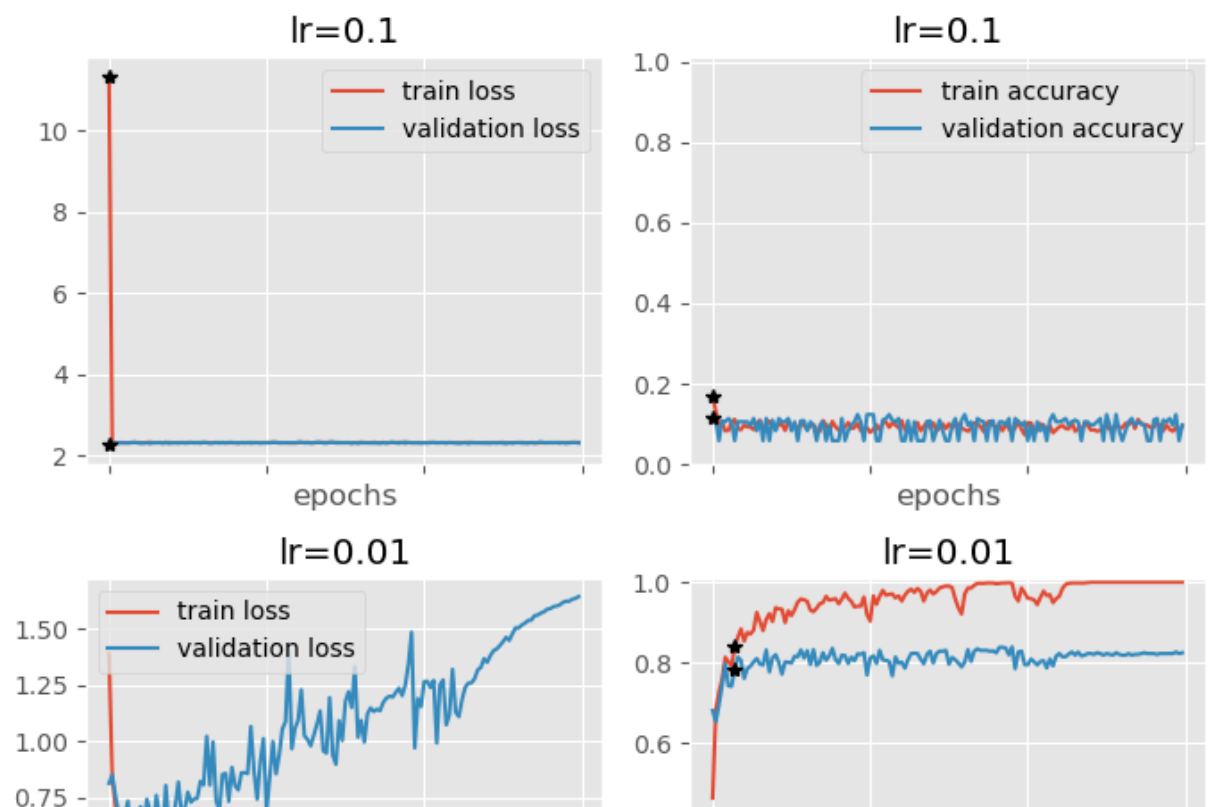 lr=0.1
train loss
validation loss
10
8
6
4
2
epochs
lr=0.1
1.0
train accuracy
validation accuracy
0.8
0.6
0.4
0.2
0.0
epochs
lr=0.01
train loss
validation loss
1.50
1.25
1.00
0.75
lr=0.01
1.0
0.8
0.6